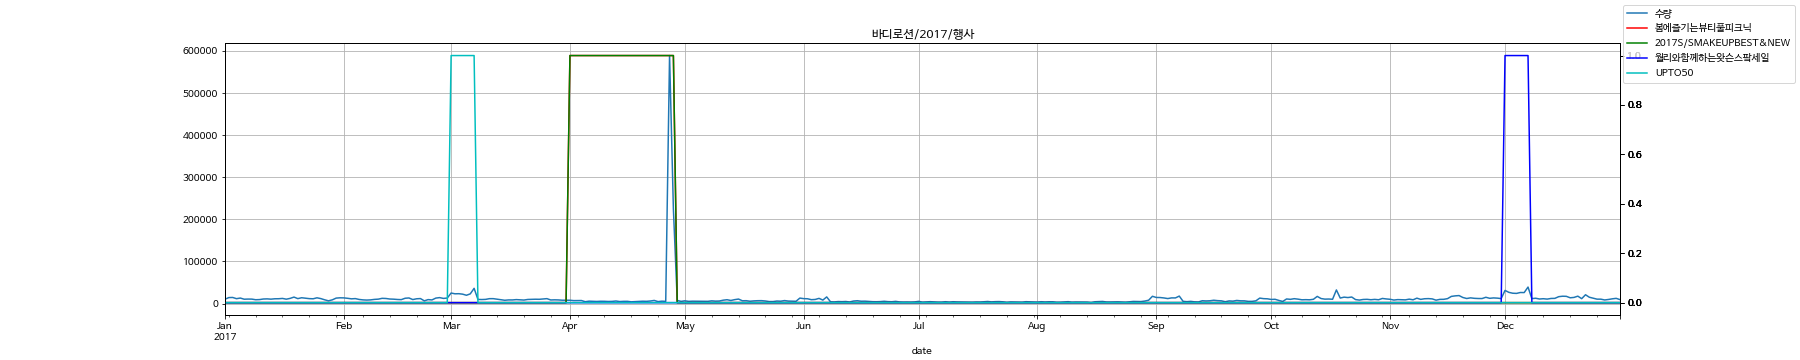 바디로션/2017/행사
수량
봄에즐기는뷰티풀피크닉
2017S/SMAKEUPBEST&NEW
월리와함께하는왓슨스팝세일
UPTO50
600000
500000
400000
300000
200000
100000
0
1.0
0.8
0.6
0.4
0.2
0.0
Jan Feb Mar Apr May Jun Jul Aug Sep Oct Nov Dec
2017
date